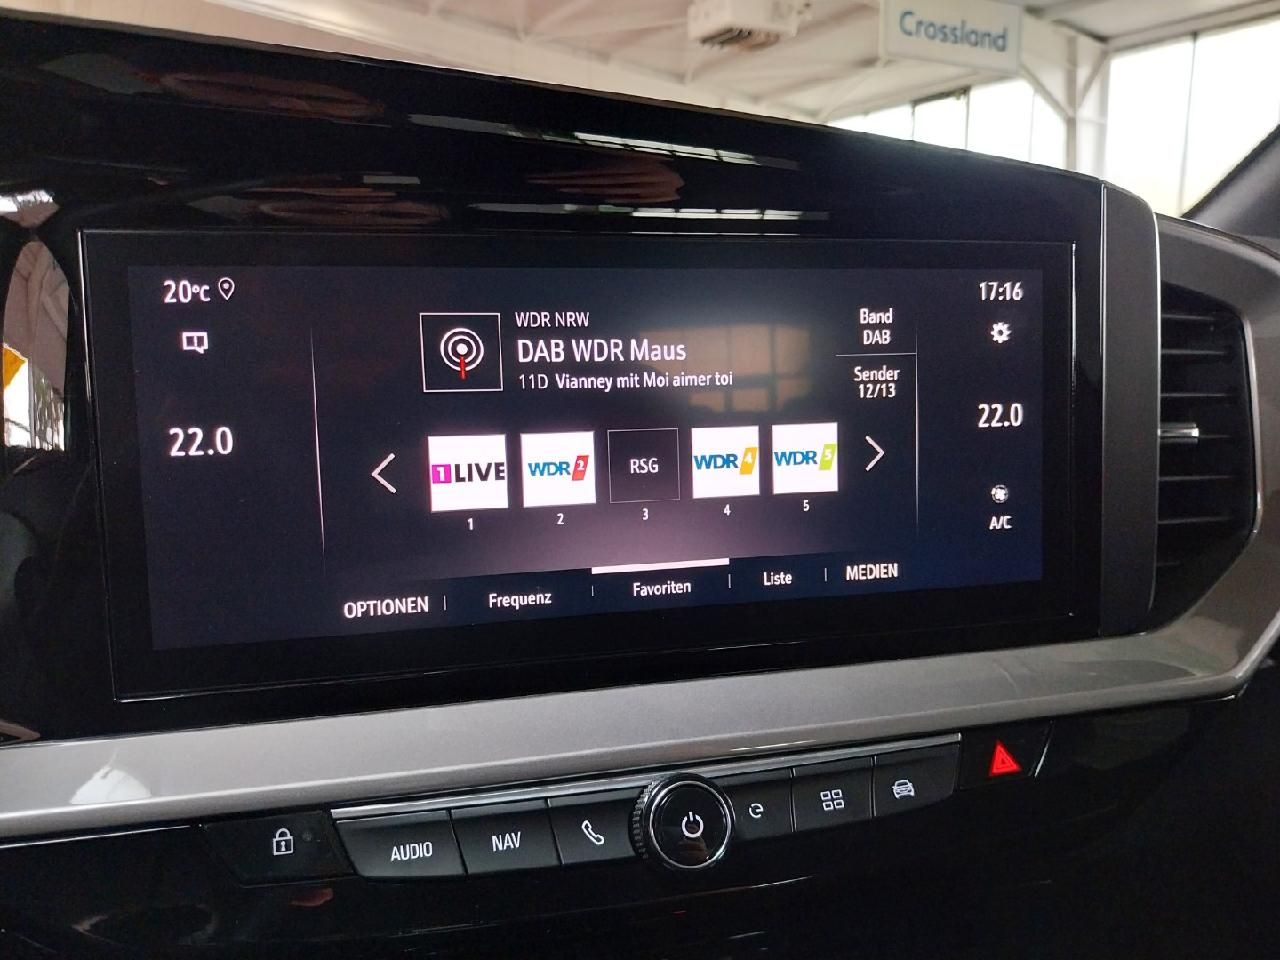 Crossland
20°C
17:16
WDR NRW
DAB WDR Maus
11D Vianney mit Moi aimer toi
Band
DAB
Sender
12/13
22.0
22.0
1LIVE
WDR 2
RSG
WDR 4
WDR 5
1
2
3
4
5
A/C
OPTIONEN
Frequenz
Favoriten
Liste
MEDIEN
AUDIO
NAV